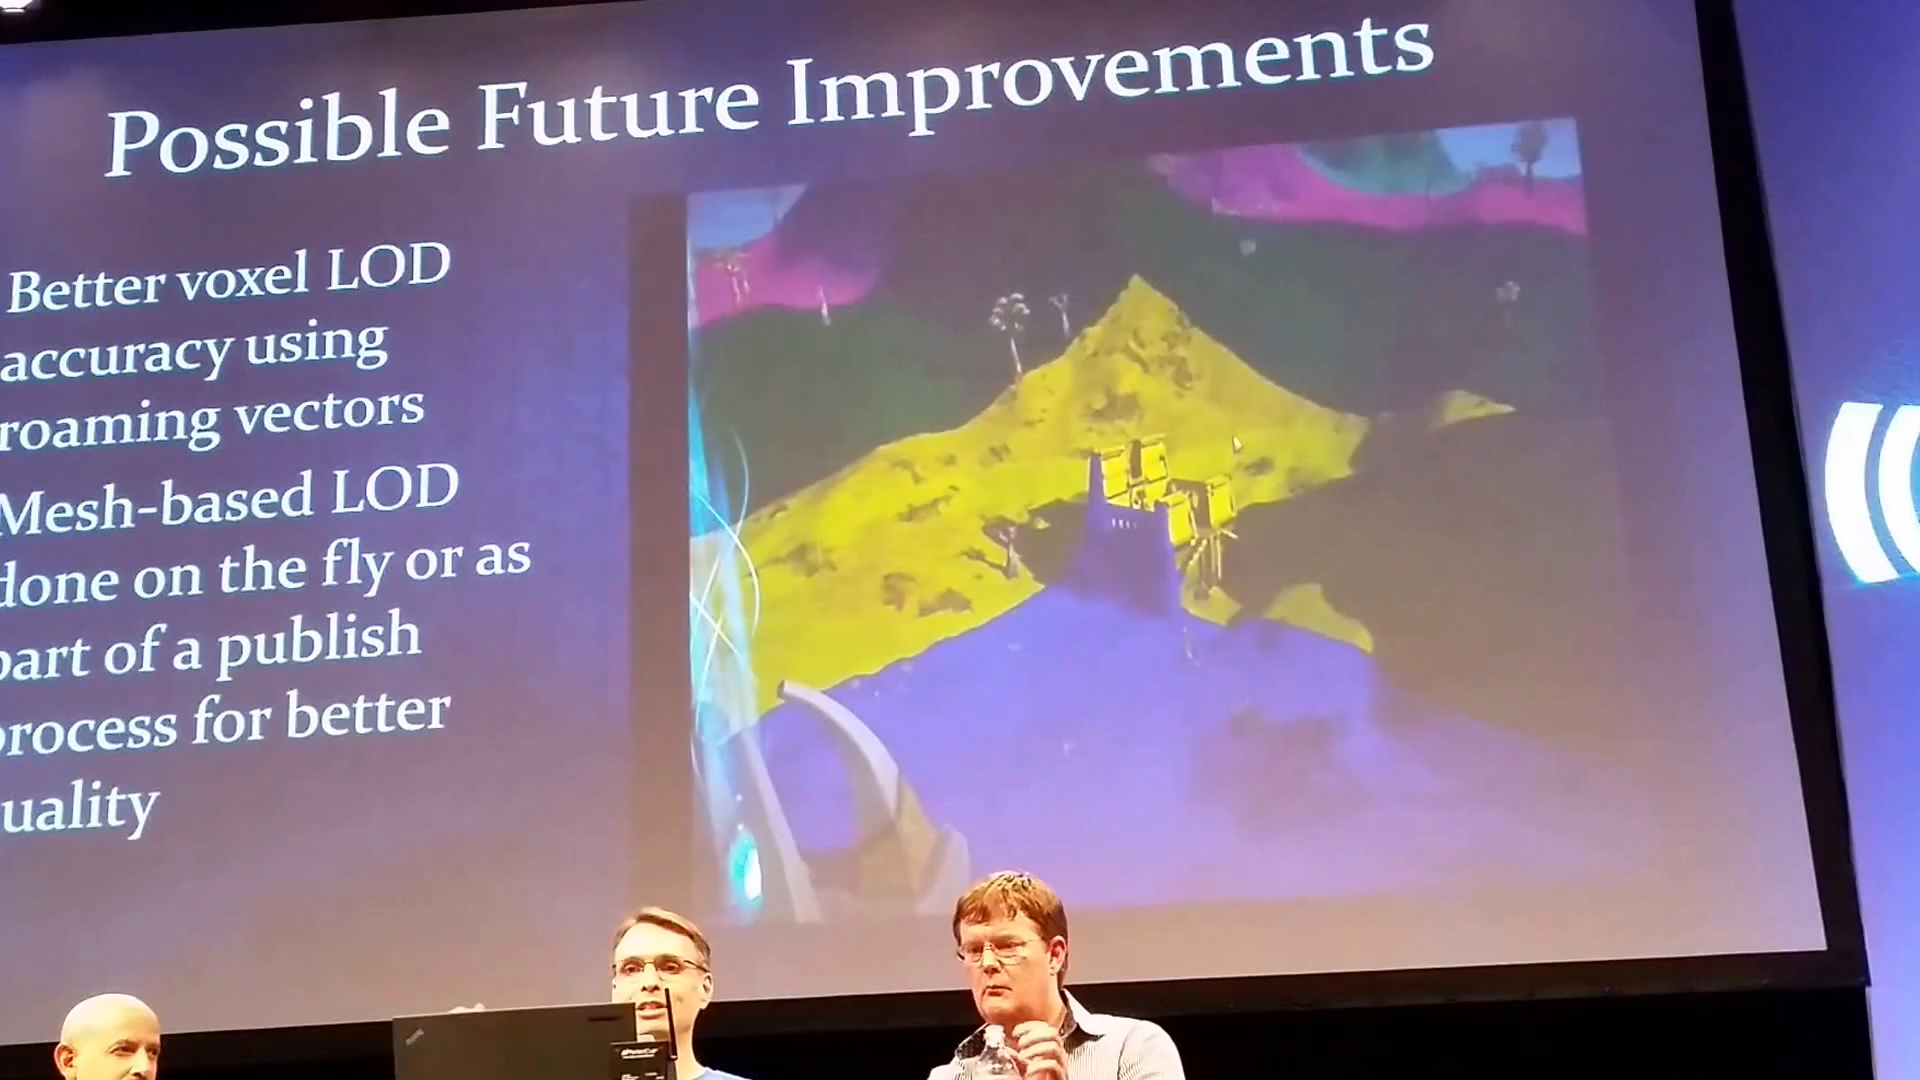 Possible Future Improvements
Better voxel LOD
accuracy using
roaming vectors
Mesh-based LOD
done on the fly or as
part of a publish
process for better
uality